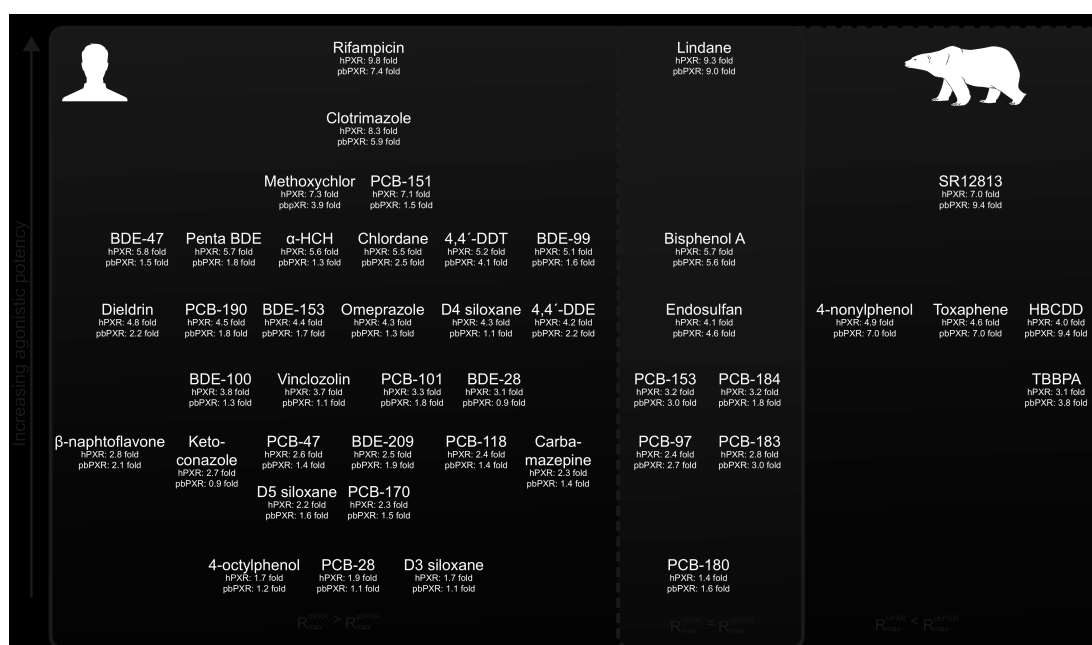 Increasing agonistic potency
Rifampicin
hPXR: 9.8 fold
pbPXR: 7.4 fold
Lindane
hPXR: 9.3 fold
pbPXR: 9.0 fold
Clotrimazole
hPXR: 8.3 fold
pbPXR: 5.9 fold
Methoxychlor
hPXR: 7.3 fold
pbpXR: 3.9 fold
PCB-151
hPXR: 7.1 fold
pbPXR: 1.5 fold
SR12813
hPXR: 7.0 fold
pbPXR: 9.4 fold
BDE-47
hPXR: 5.8 fold
pbPXR: 1.5 fold
Penta BDE
hPXR: 5.7 fold
pbPXR: 1.8 fold
α-HCH
hPXR: 5.6 fold
pbPXR: 1.3 fold
Chlordane
hPXR: 5.5 fold
pbPXR: 2.5 fold
4,4´-DDT
hPXR: 5.2 fold
pbPXR: 4.1 fold
BDE-99
hPXR: 5.1 fold
pbPXR: 1.6 fold
Bisphenol A
hPXR: 5.7 fold
pbPXR: 5.6 fold
Dieldrin
hPXR: 4.8 fold
pbPXR: 2.2 fold
PCB-190
hPXR: 4.5 fold
pbPXR: 1.8 fold
BDE-153
hPXR: 4.4 fold
pbPXR: 1.7 fold
Omeprazole
hPXR: 4.3 fold
pbPXR: 1.3 fold
D4 siloxane
hPXR: 4.3 fold
pbPXR: 1.1 fold
4,4´-DDE
hPXR: 4.2 fold
pbPXR: 2.2 fold
Endosulfan
hPXR: 4.1 fold
pbPXR: 4.6 fold
4-nonylphenol
hPXR: 4.9 fold
pbPXR: 7.0 fold
Toxaphene
hPXR: 4.6 fold
pbPXR: 7.0 fold
HBCDD
hPXR: 4.0 fold
pbPXR: 9.4 fold
BDE-100
hPXR: 3.8 fold
pbPXR: 1.3 fold
Vinclozolin
hPXR: 3.7 fold
pbPXR: 1.1 fold
PCB-101
hPXR: 3.3 fold
pbPXR: 1.8 fold
BDE-28
hPXR: 3.1 fold
pbPXR: 0.9 fold
PCB-153
hPXR: 3.2 fold
pbPXR: 3.0 fold
PCB-184
hPXR: 3.2 fold
pbPXR: 1.8 fold
TBBPA
hPXR: 3.1 fold
pbPXR: 3.8 fold
β-naphtoflavone
hPXR: 2.8 fold
pbPXR: 2.1 fold
Keto-
conazole
hPXR: 2.7 fold
pbPXR: 0.9 fold
PCB-47
hPXR: 2.6 fold
pbPXR: 1.4 fold
BDE-209
hPXR: 2.5 fold
pbPXR: 1.9 fold
PCB-118
hPXR: 2.4 fold
pbPXR: 1.4 fold
Carba-
mazepine
hPXR: 2.3 fold
pbPXR: 1.4 fold
PCB-97
hPXR: 2.4 fold
pbPXR: 2.7 fold
PCB-183
hPXR: 2.8 fold
pbPXR: 3.0 fold
D5 siloxane
hPXR: 2.2 fold
pbPXR: 1.6 fold
PCB-170
hPXR: 2.3 fold
pbPXR: 1.5 fold
4-octylphenol
hPXR: 1.7 fold
pbPXR: 1.2 fold
PCB-28
hPXR: 1.9 fold
pbPXR: 1.1 fold
D3 siloxane
hPXR: 1.7 fold
pbPXR: 1.1 fold
PCB-180
hPXR: 1.4 fold
pbPXR: 1.6 fold
R max hPXR > R max pbPXR
R max hPXR = R max pbPXR
R max hPXR < R max pbPXR